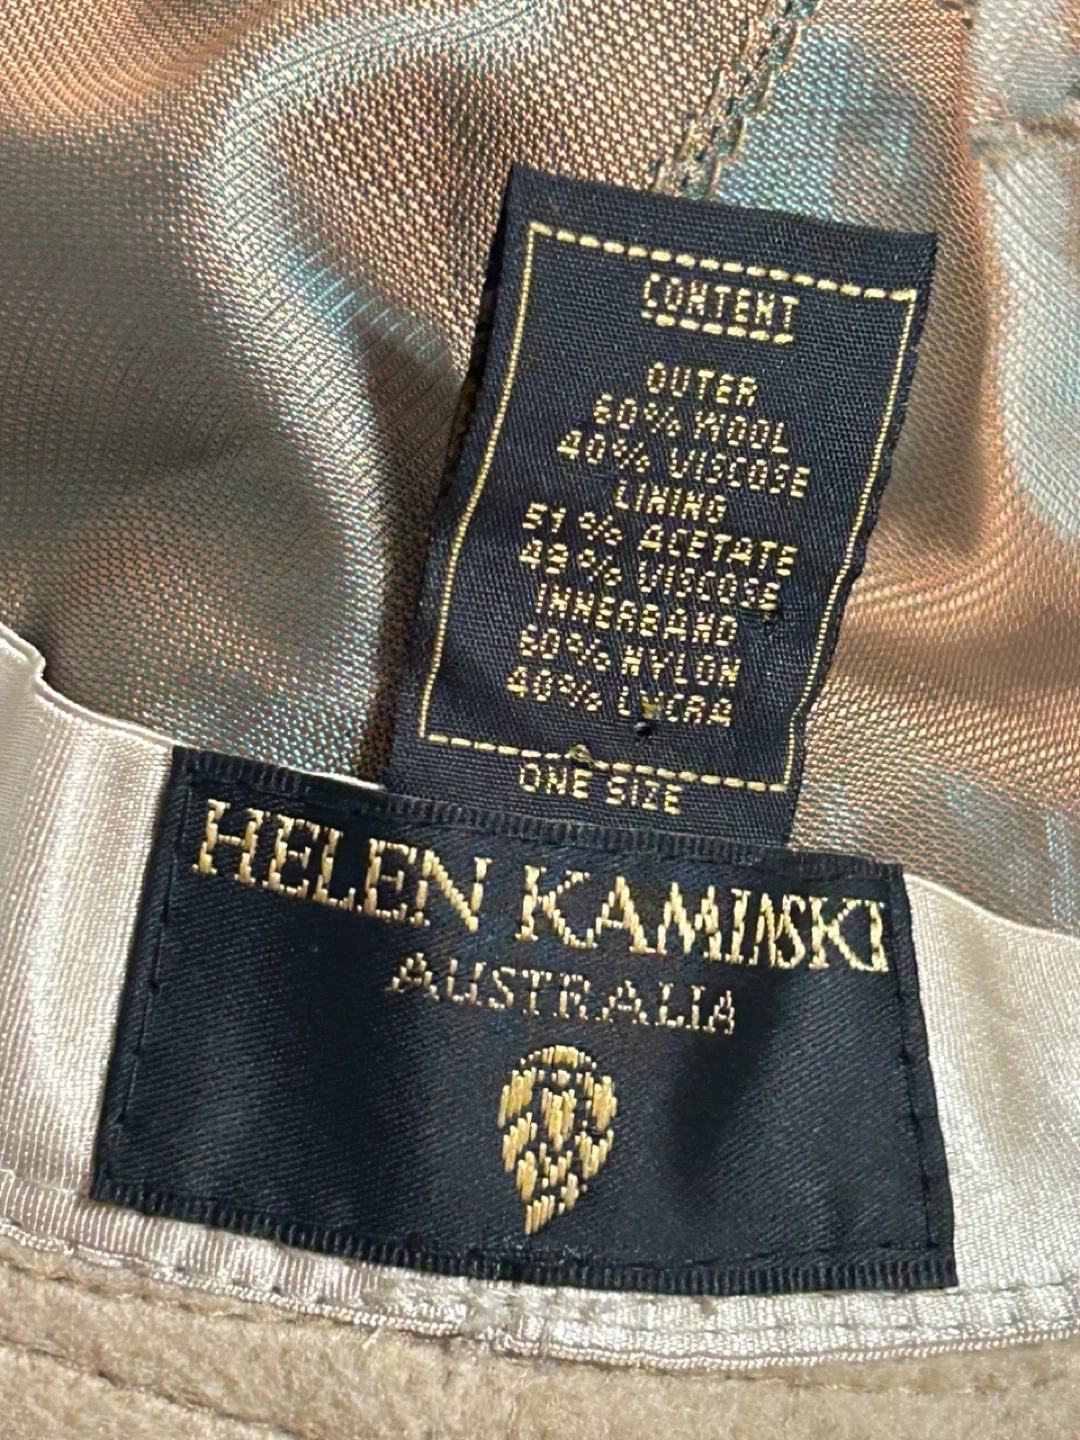 CONTENT
OUTER
60% WOOL
40% VISCOSE
LINING
51% ACETATE
49% VISCOSE
INNERBAND
60% NYLON
40% LYCRA
ONE SIZE
HELEN KAMINSKI
AUSTRALIA